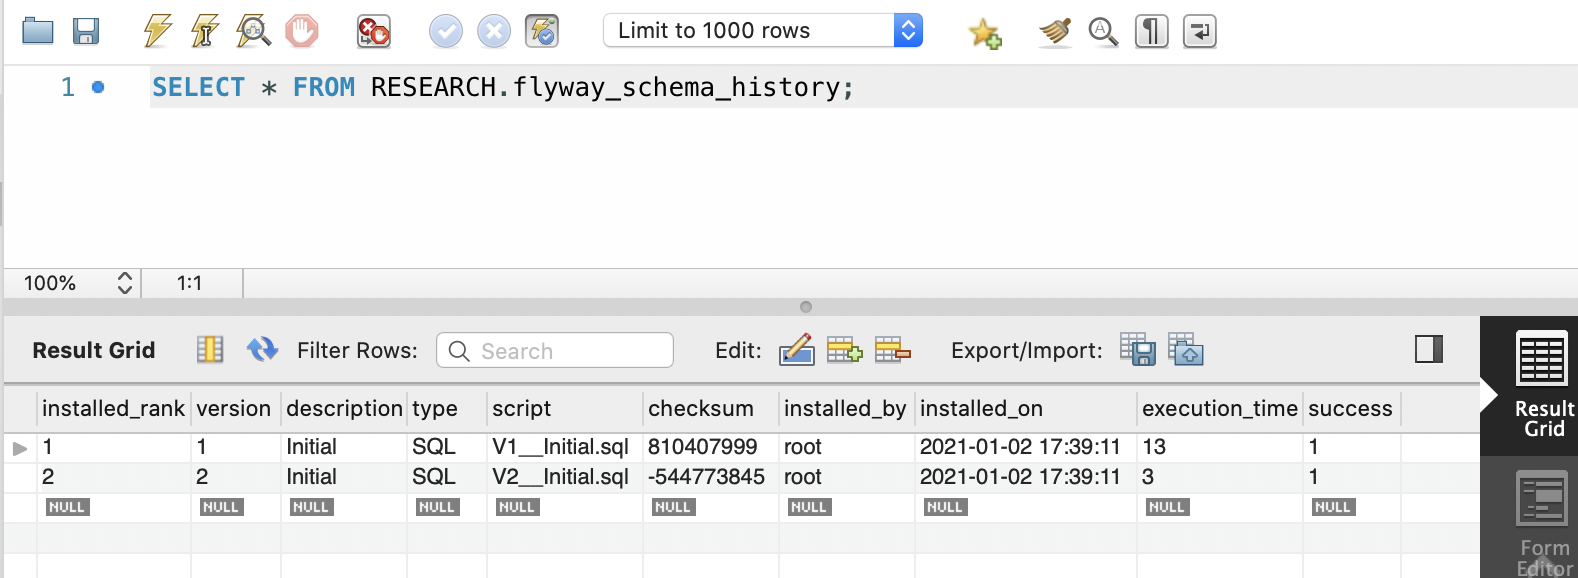 Limit to 1000 rows
1 SELECT * FROM RESEARCH.flyway_schema_history;
100% 1:1
Result Grid Filter Rows: Search Edit: Export/Import:
Result
Grid
installed_rank version description type script checksum installed_by installed_on execution_time success
1 1 Initial SQL V1__Initial.sql 810407999 root 2021-01-02 17:39:11 13 1
2 2 Initial SQL V2__Initial.sql -544773845 root 2021-01-02 17:39:11 3 1
NULL NULL NULL NULL NULL NULL NULL NULL NULL NULL
Form
Editor